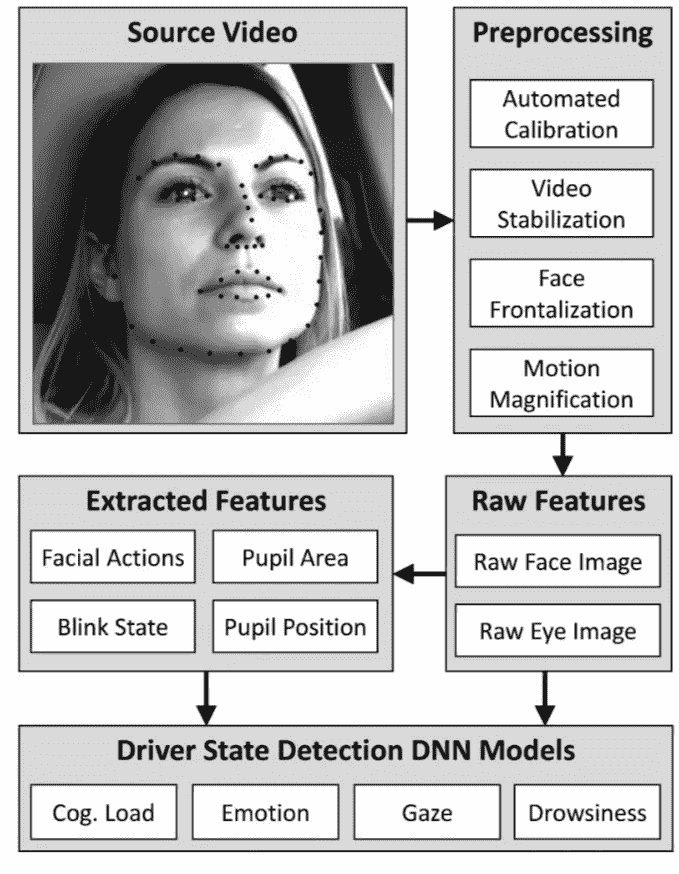 Source Video
Preprocessing
Automated
Calibration
Video
Stabilization
Face
Frontalization
Motion
Magnification
Extracted Features
Facial Actions
Pupil Area
Blink State
Pupil Position
Raw Features
Raw Face Image
Raw Eye Image
Driver State Detection DNN Models
Cog. Load
Emotion
Gaze
Drowsiness